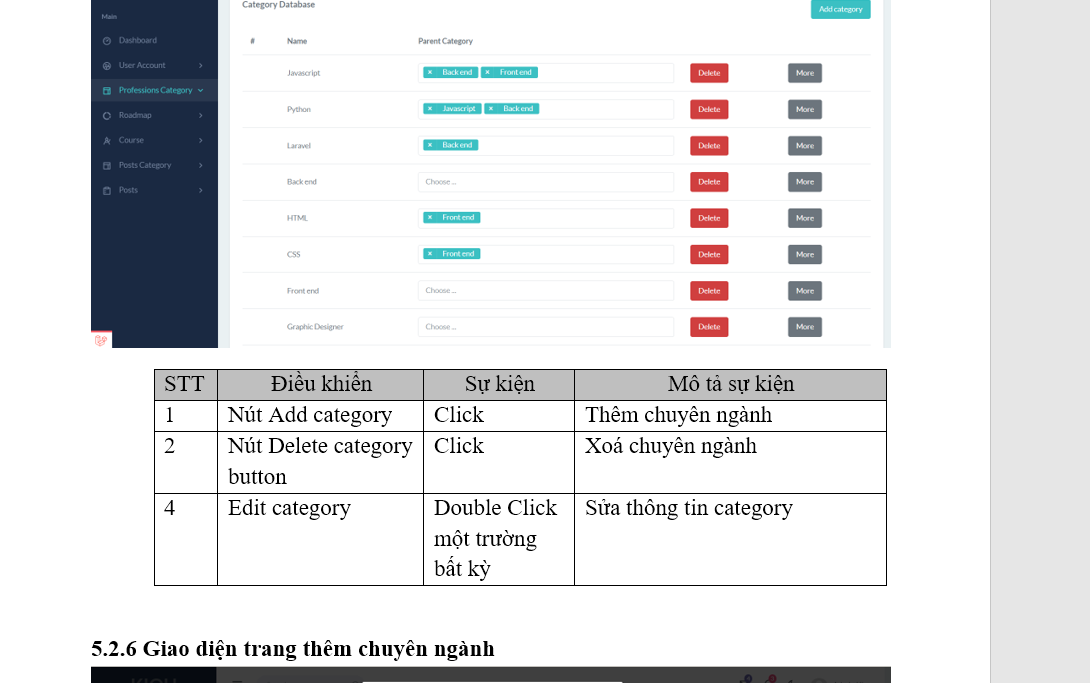 Category Database
Add category
Main
Dashboard
User Account
Professions Category
Roadmap
Course
Posts Category
Posts
# Name Parent Category
Javascript × Back end × Front end Delete More
Python × Javascript × Back end Delete More
Laravel × Back end Delete More
Back end Choose ... Delete More
HTML × Front end Delete More
CSS × Front end Delete More
Front end Choose ... Delete More
Graphic Designer Choose ... Delete More
STT Điều khiển Sự kiện Mô tả sự kiện
1 Nút Add category Click Thêm chuyên ngành
2 Nút Delete category Click Xoá chuyên ngành
button
4 Edit category Double Click Sửa thông tin category
một trường
bất kỳ
5.2.6 Giao diện trang thêm chuyên ngành